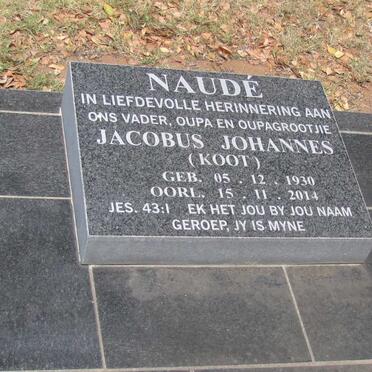 NAUDÉ
IN LIEFDEVOLLE HERINNERING AAN
ONS VADER, OUPA EN OUPAGROOTJIE
JACOBUS JOHANNES
(KOOT)
GEB. 05 . 12 . 1930
OORL. 15 . 11 . 2014
JES. 43:1 EK HET JOU BY JOU NAAM
GEROEP, JY IS MYNE